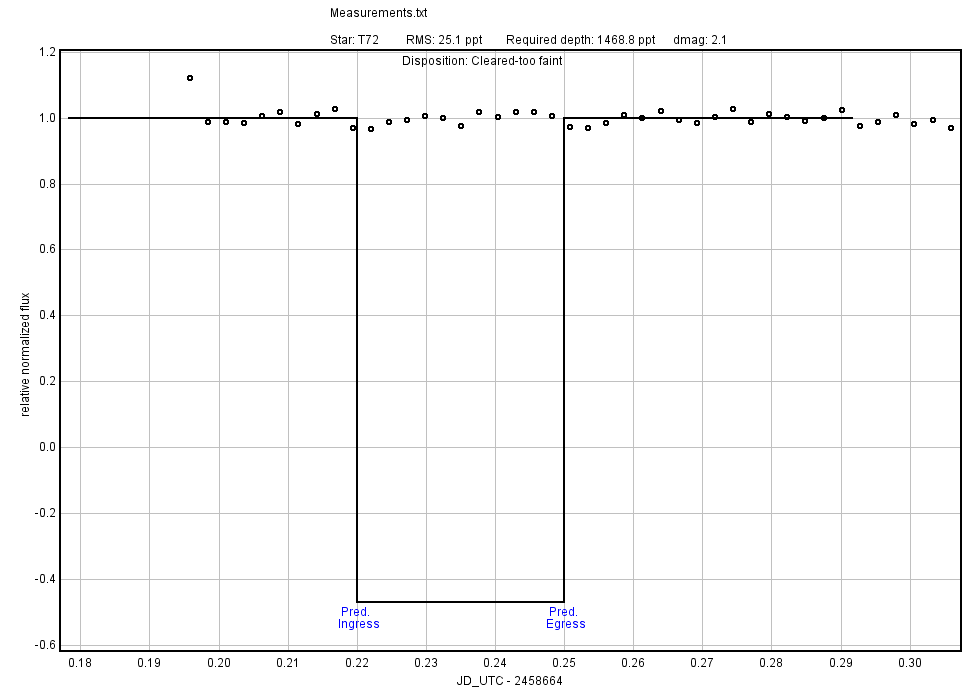 Measurements.txt
Star: T72 RMS: 25.1 ppt Required depth: 1468.8 ppt dmag: 2.1
Disposition: Cleared-too faint
1.2
1.0
0.8
0.6
0.4
0.2
0.0
-0.2
-0.4
-0.6
relative normalized flux
Pred.
Ingress
Pred.
Egress
0.18 0.19 0.20 0.21 0.22 0.23 0.24 0.25 0.26 0.27 0.28 0.29 0.30
JD_UTC - 2458664